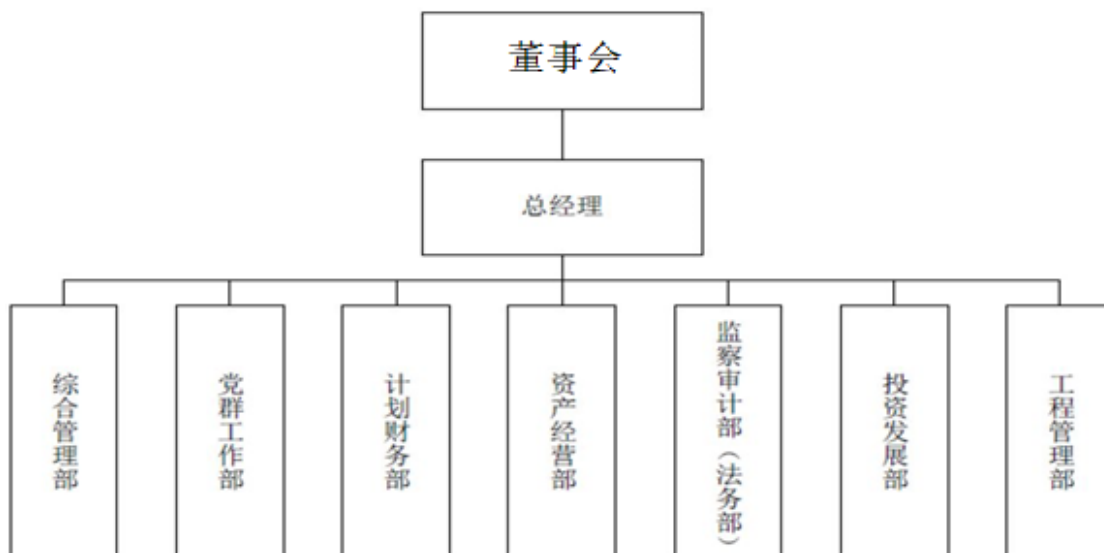 董事会
总经理
综合管理部
党群工作部
计划财务部
资产经营部
监察审计部（法务部）
投资发展部
工程管理部